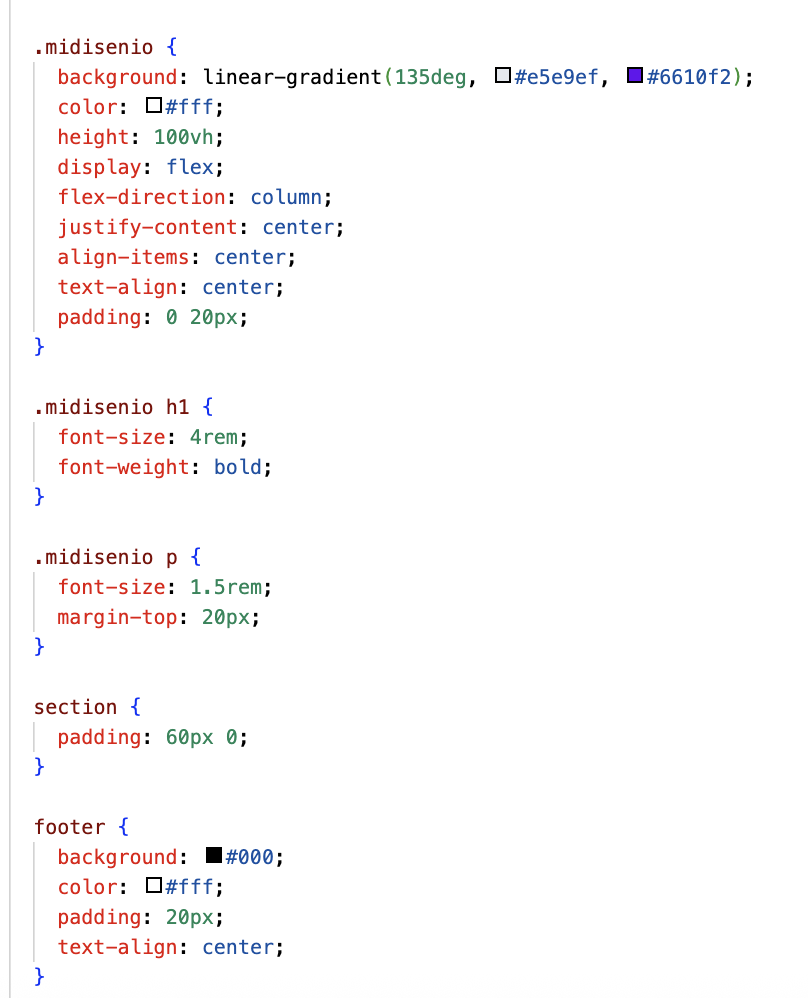 .midisenio {
background: linear-gradient(135deg, #e5e9ef, #6610f2);
color: #fff;
height: 100vh;
display: flex;
flex-direction: column;
justify-content: center;
align-items: center;
text-align: center;
padding: 0 20px;
}
.midisenio h1 {
font-size: 4rem;
font-weight: bold;
}
.midisenio p {
font-size: 1.5rem;
margin-top: 20px;
}
section {
padding: 60px 0;
}
footer {
background: #000;
color: #fff;
padding: 20px;
text-align: center;
}